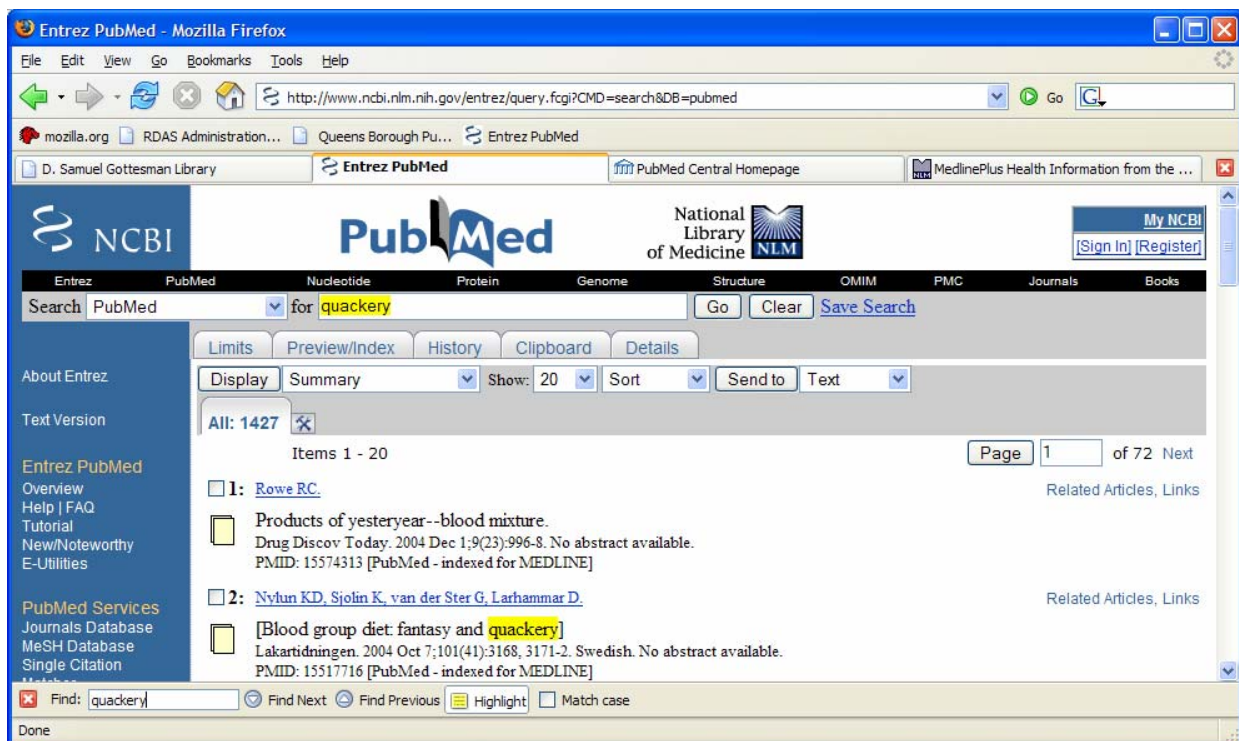 Entrez PubMed - Mozilla Firefox
File Edit View Go Bookmarks Tools Help
http://www.ncbi.nlm.nih.gov/entrez/query.fcgi?CMD=search&DB=pubmed Go G
mozilla.org RDAS Administration... Queens Borough Pu... Entrez PubMed
D. Samuel Gottesman Library Entrez PubMed PubMed Central Homepage NLM MedlinePlus Health Information from the ...
NCBI PubMed National Library of Medicine NLM My NCBI
[Sign In] [Register]
Entrez PubMed Nucleotide Protein Genome Structure OMIM PMC Journals Books
Search PubMed for quackery Go Clear Save Search
Limits Preview/Index History Clipboard Details
About Entrez Display Summary Show: 20 Sort Send to Text
Text Version All: 1427
Items 1 - 20 Page 1 of 72 Next
Entrez PubMed
Overview
Help | FAQ
Tutorial
New/Noteworthy
E-Utilities
PubMed Services
Journals Database
MeSH Database
Single Citation
1: Rowe RC. Related Articles, Links
Products of yesteryear--blood mixture.
Drug Discov Today. 2004 Dec 1;9(23):996-8. No abstract available.
PMID: 15574313 [PubMed - indexed for MEDLINE]
2: Nylun KD, Sjolin K, van der Ster G, Larhammar D. Related Articles, Links
[Blood group diet: fantasy and quackery]
Lakartidningen. 2004 Oct 7;101(41):3168, 3171-2. Swedish. No abstract available.
PMID: 15517716 [PubMed - indexed for MEDLINE]
Find: quackery Find Next Find Previous Highlight Match case
Done